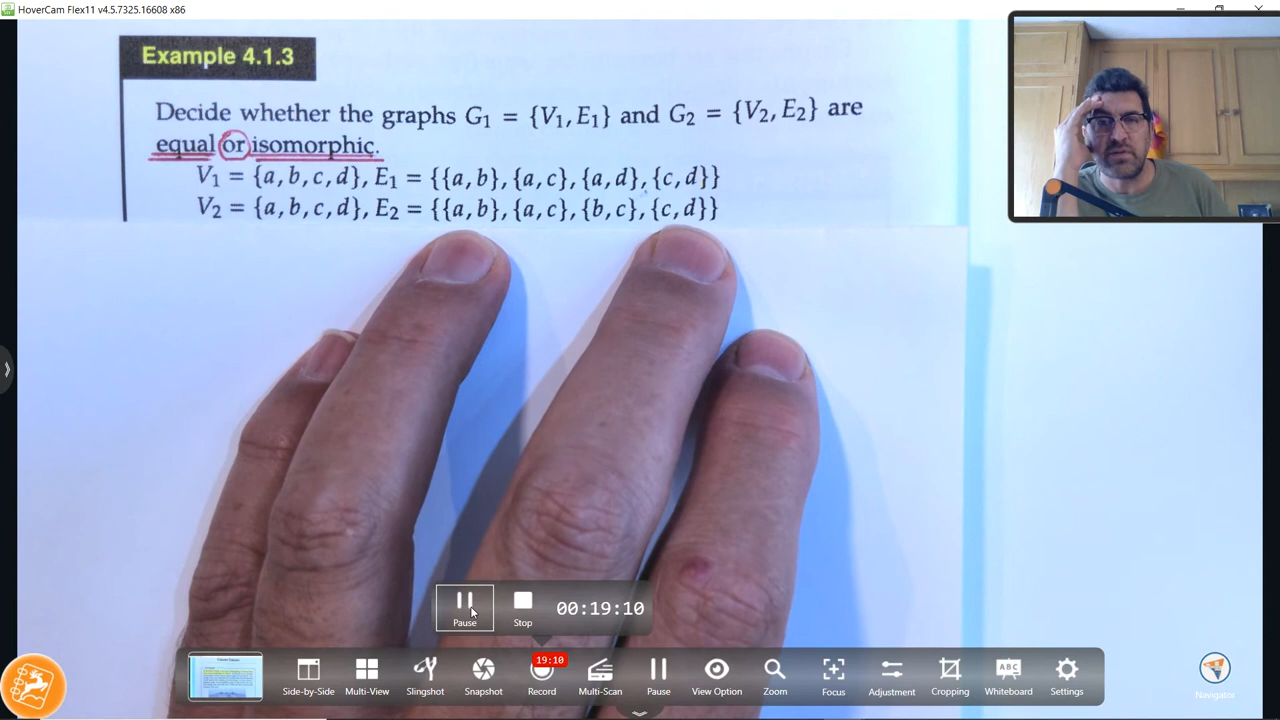 HoverCam Flex11 v4.5.7325.16608 x86
Example 4.1.3
Decide whether the graphs G₁ = {V₁, E₁} and G₂ = {V₂, E₂} are
equal or isomorphic.
V₁ = {a, b, c, d}, E₁ = {{a, b}, {a, c}, {a, d}, {c, d}}
V₂ = {a, b, c, d}, E₂ = {{a, b}, {a, c}, {b, c}, {c, d}}
Pause
Stop
00:19:10
19:10
Side-by-Side
Multi-View
Slingshot
Snapshot
Record
Multi-Scan
Pause
View Option
Zoom
Focus
Adjustment
Cropping
ABC
Whiteboard
Settings
Navigator